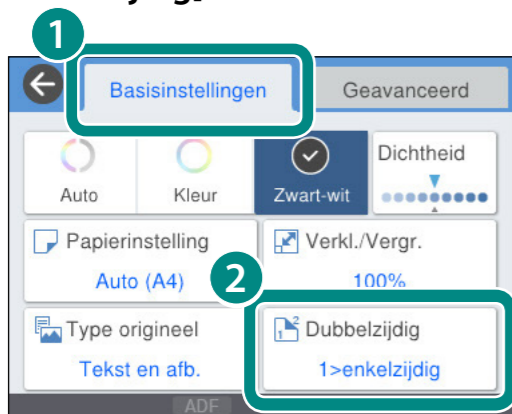 1
Basisinstellingen
Geavanceerd
Auto
Kleur
Zwart-wit
Dichtheid
Papierinstelling
Auto (A4)
Verkl./Vergr.
100%
2
Type origineel
Tekst en afb.
Dubbelzijdig
1>enkelzijdig
ADF